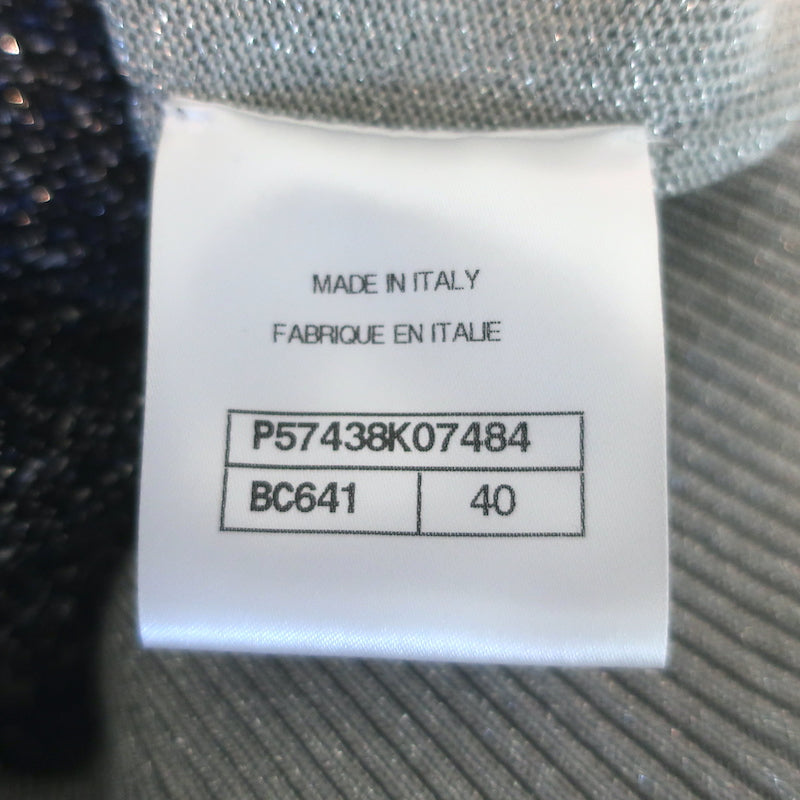 MADE IN ITALY
FABRIQUE EN ITALIE
P57438K07484
BC641 40